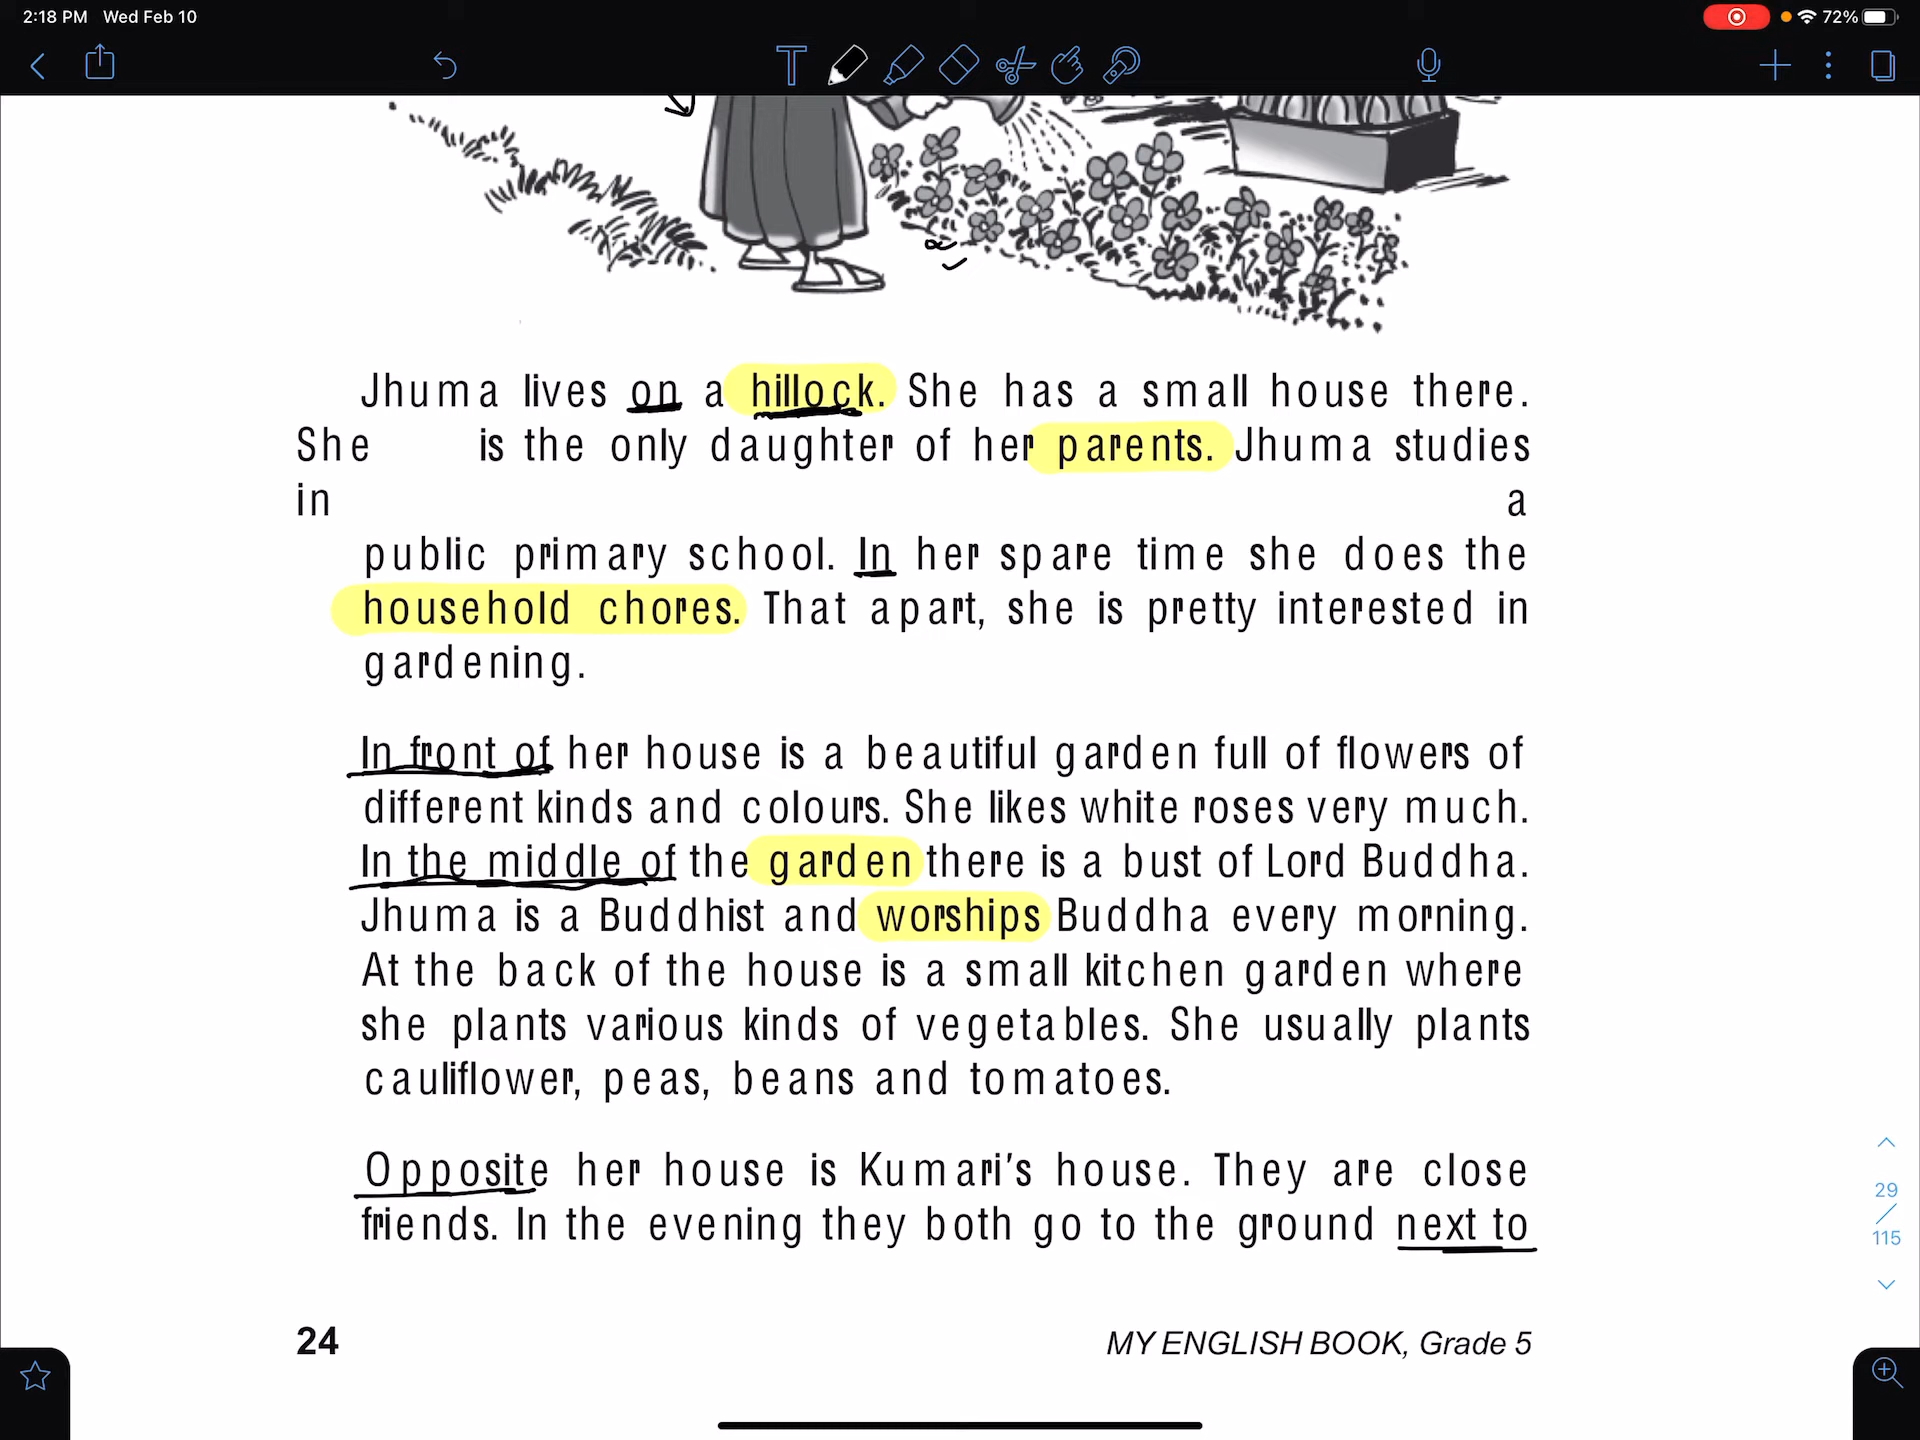 2:18 PM Wed Feb 10
72%
Jhuma lives on a hillock. She has a small house there.
She is the only daughter of her parents. Jhuma studies
in a
public primary school. In her spare time she does the
household chores. That apart, she is pretty interested in
gardening.
In front of her house is a beautiful garden full of flowers of
different kinds and colours. She likes white roses very much.
In the middle of the garden there is a bust of Lord Buddha.
Jhuma is a Buddhist and worships Buddha every morning.
At the back of the house is a small kitchen garden where
she plants various kinds of vegetables. She usually plants
cauliflower, peas, beans and tomatoes.
Opposite her house is Kumari's house. They are close
friends. In the evening they both go to the ground next to
29
/
115
24 MY ENGLISH BOOK, Grade 5